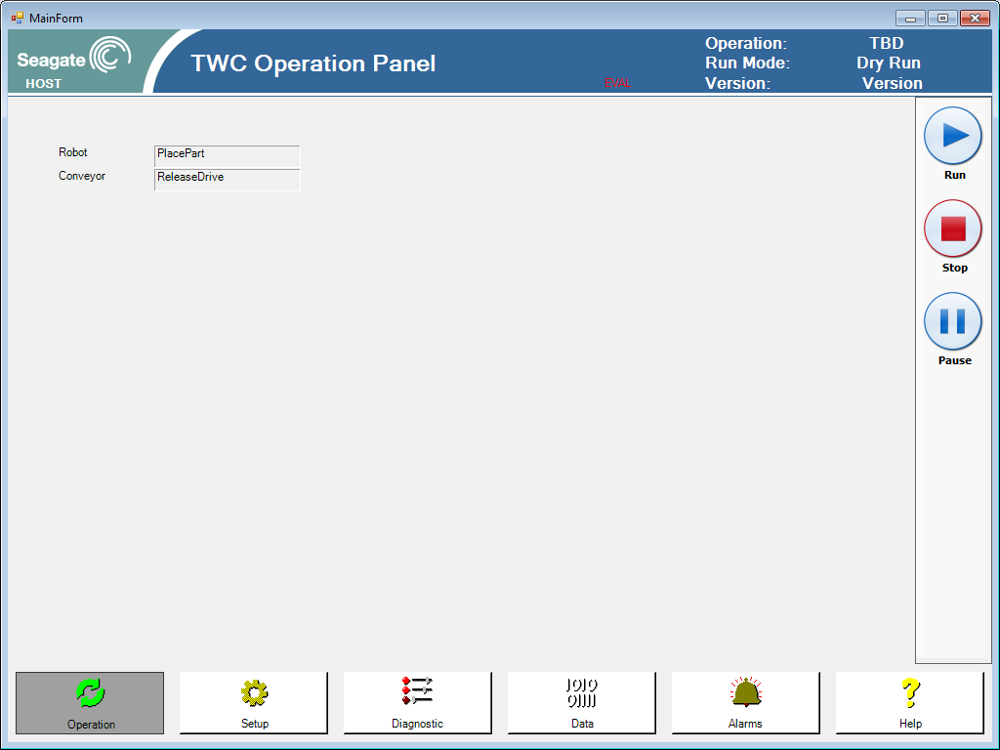 MainForm
Seagate
HOST
TWC Operation Panel
EVAL
Operation: TBD
Run Mode: Dry Run
Version: Version
Robot PlacePart
Conveyor ReleaseDrive
Run
Stop
Pause
Operation Setup Diagnostic Data Alarms Help